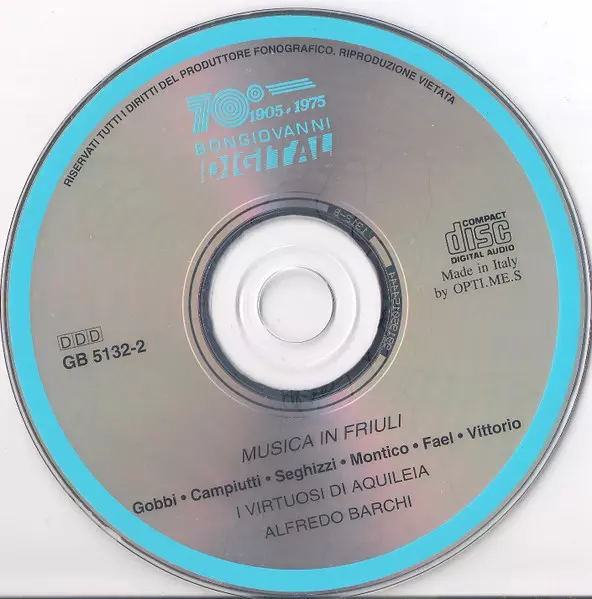 RISERVATI TUTTI I DIRITTI DEL PRODUTTORE FONOGRAFICO. RIPRODUZIONE VIETATA
70°
1905-1975
BONGIOVANNI
DIGITAL
COMPACT
disc
DIGITAL AUDIO
Made in Italy
by OPTI.ME.S
DDD
GB 5132-2
MUSICA IN FRIULI
Gobbi • Campiutti • Seghizzi • Montico • Fael • Vittorio
I VIRTUOSI DI AQUILEIA
ALFREDO BARCHI